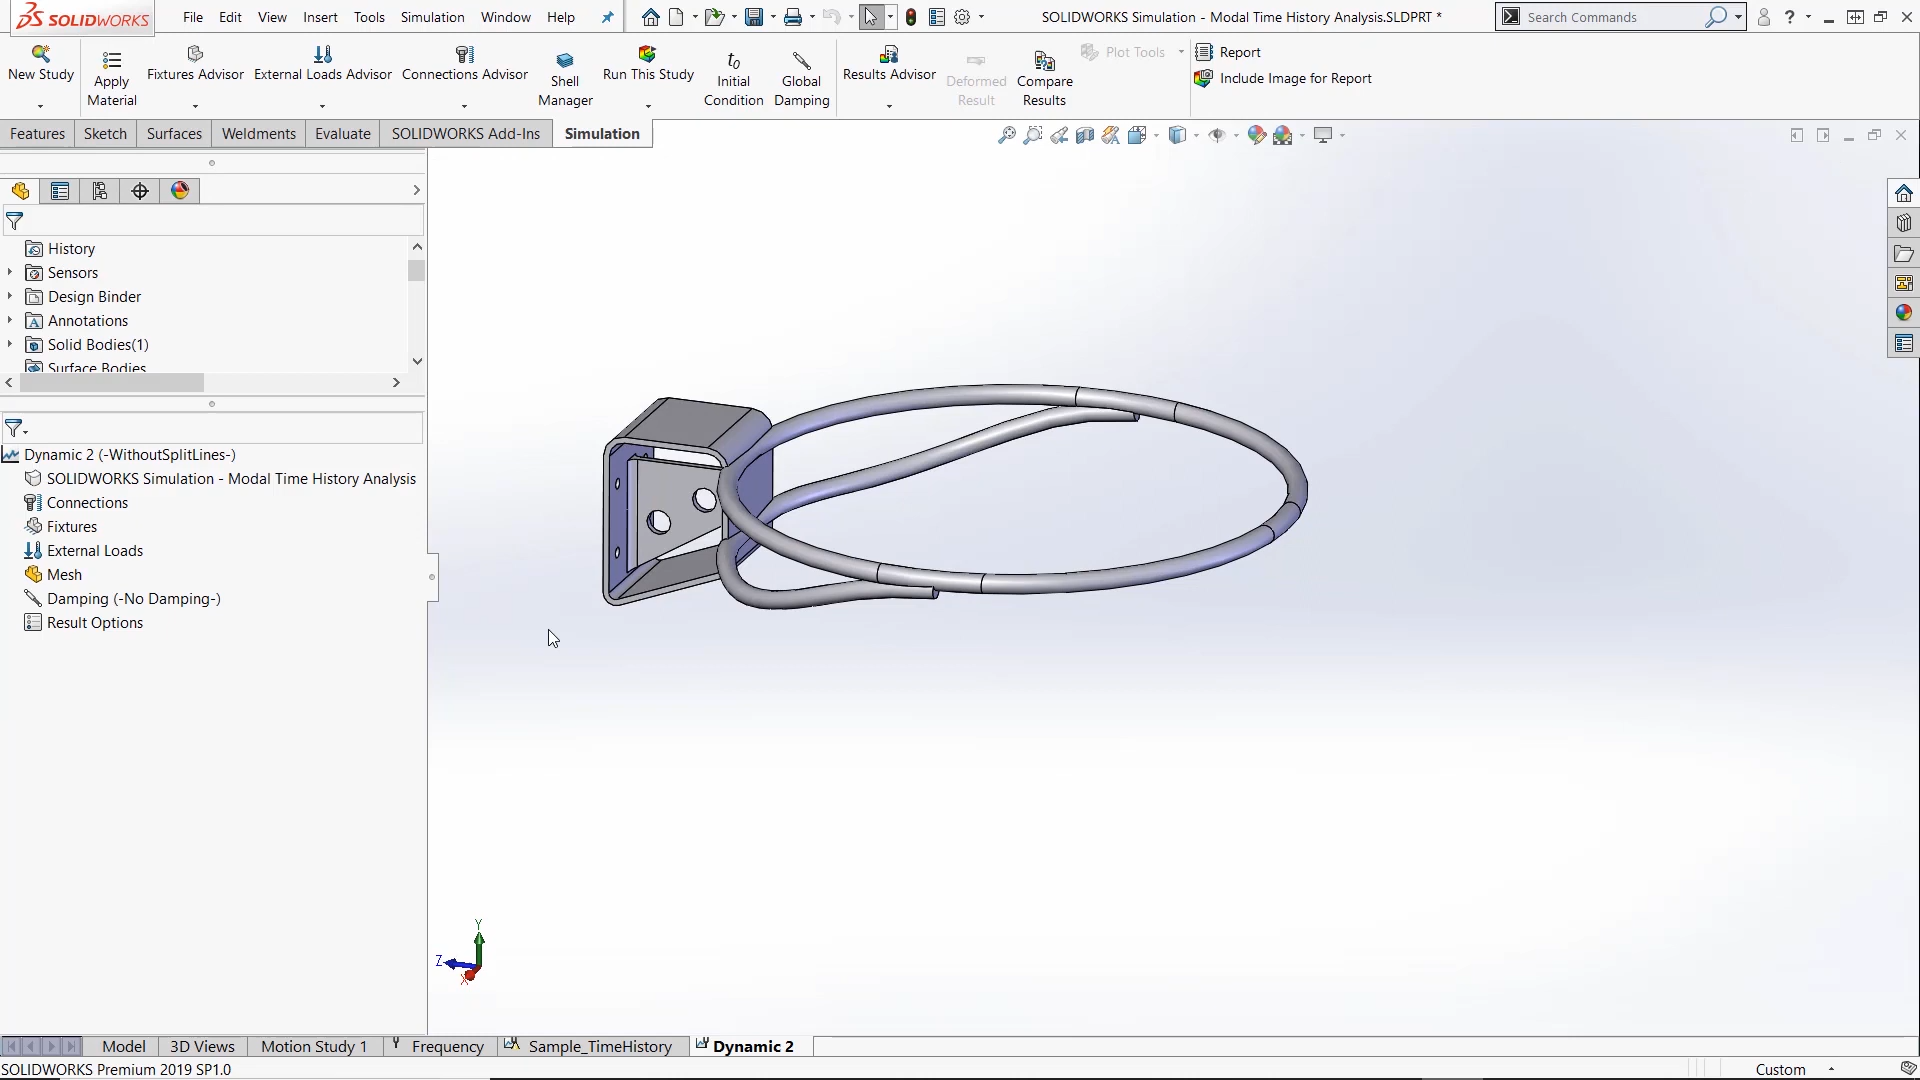 SOLIDWORKS File Edit View Insert Tools Simulation Window Help SOLIDWORKS Simulation - Modal Time History Analysis.SLDPRT * Search Commands ?
New Study Apply Material Fixtures Advisor External Loads Advisor Connections Advisor Shell Manager Run This Study t0 Initial Condition Global Damping Results Advisor Deformed Result Compare Results Plot Tools Report
Include Image for Report
Features Sketch Surfaces Weldments Evaluate SOLIDWORKS Add-Ins Simulation
History
Sensors
Design Binder
Annotations
Solid Bodies(1)
Surface Bodies
Dynamic 2 (-WithoutSplitLines-)
SOLIDWORKS Simulation - Modal Time History Analysis
Connections
Fixtures
External Loads
Mesh
Damping (-No Damping-)
Result Options
Y
Z
X
Model 3D Views Motion Study 1 Frequency Sample_TimeHistory Dynamic 2
SOLIDWORKS Premium 2019 SP1.0 Custom